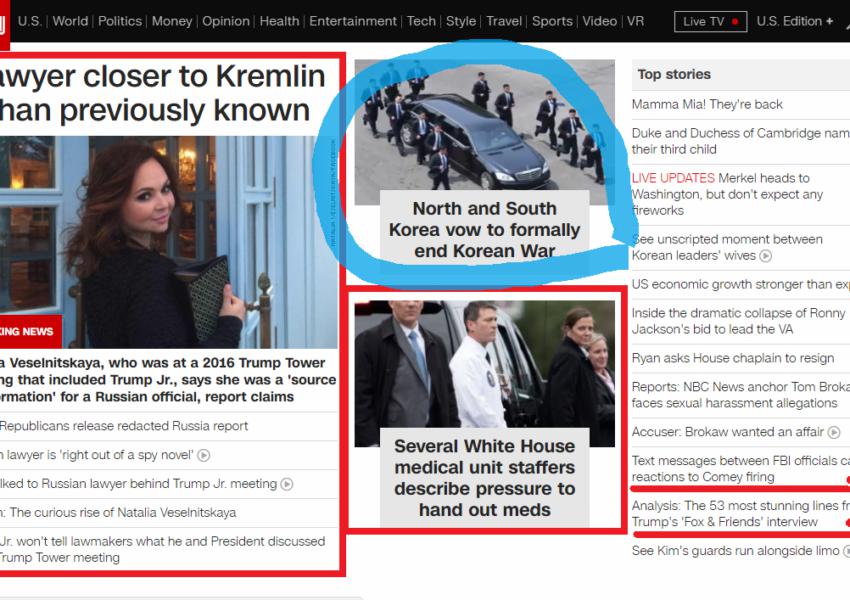 U.S. World Politics Money Opinion Health Entertainment Tech Style Travel Sports Video VR Live TV U.S. Edition +
awyer closer to Kremlin
han previously known
KING NEWS
a Veselnitskaya, who was at a 2016 Trump Tower
ng that included Trump Jr., says she was a 'source
ormation' for a Russian official, report claims
Republicans release redacted Russia report
n lawyer is 'right out of a spy novel'
lked to Russian lawyer behind Trump Jr. meeting
n: The curious rise of Natalia Veselnitskaya
Jr. won't tell lawmakers what he and President discussed
Trump Tower meeting
North and South
Korea vow to formally
end Korean War
Several White House
medical unit staffers
describe pressure to
hand out meds
Top stories
Mamma Mia! They're back
Duke and Duchess of Cambridge nam
their third child
LIVE UPDATES Merkel heads to
Washington, but don't expect any
fireworks
See unscripted moment between
Korean leaders' wives
US economic growth stronger than exp
Inside the dramatic collapse of Ronny
Jackson's bid to lead the VA
Ryan asks House chaplain to resign
Reports: NBC News anchor Tom Broka
faces sexual harassment allegations
Accuser: Brokaw wanted an affair
Text messages between FBI officials ca
reactions to Comey firing
Analysis: The 53 most stunning lines fr
Trump's 'Fox & Friends' interview
See Kim's guards run alongside limo